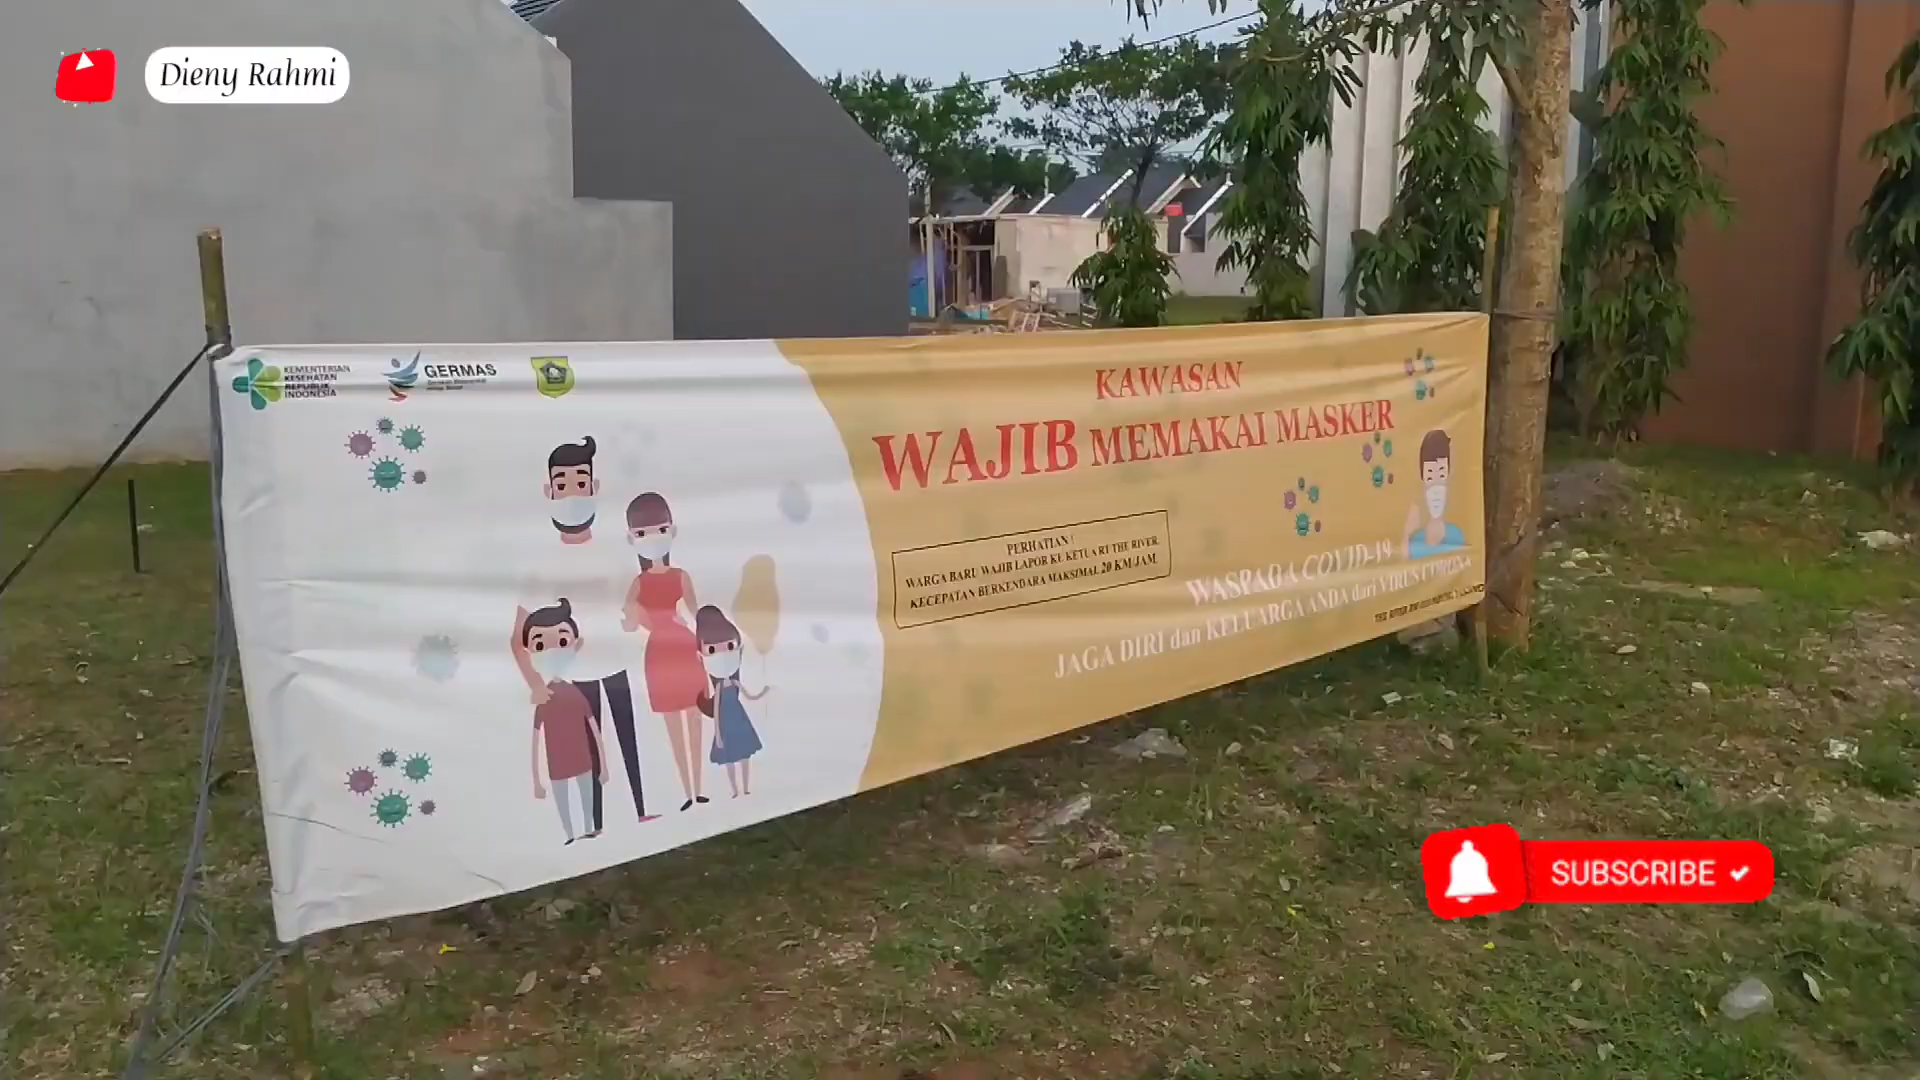 Dieny Rahmi
KEMENTERIAN
KESEHATAN
REPUBLIK
INDONESIA
GERMAS
KAWASAN
WAJIB MEMAKAI MASKER
PERHATIAN !
WARGA BARU WAJIB LAPOR KE KETUA RT THE RIVER.
KECEPATAN BERKENDARA MAKSIMAL 20 KM/JAM.
WASPADA COVID-19
JAGA DIRI dan KELUARGA ANDA dari VIRUS CORONA
THE RIVER
SUBSCRIBE